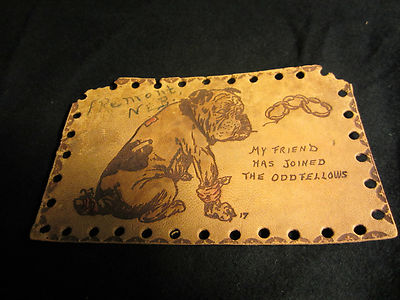 Fremont,
NEB.
MY FRIEND
HAS JOINED
THE ODDFELLOWS
17